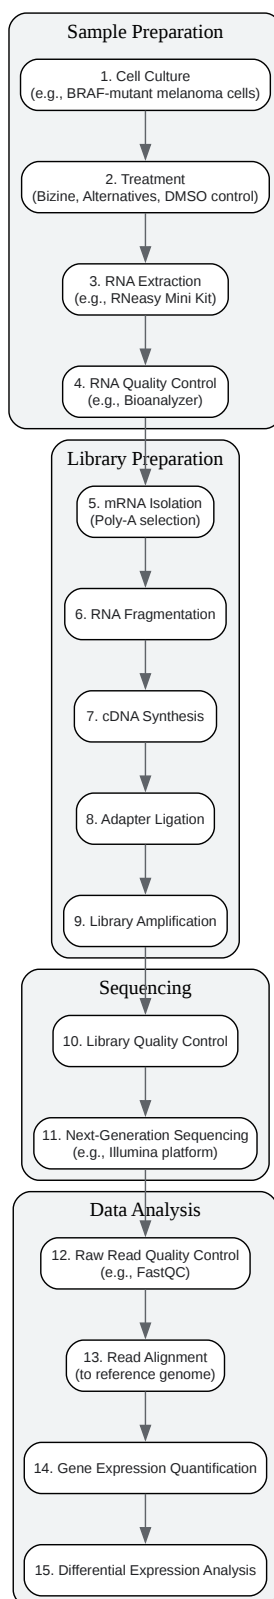 Sample Preparation
1. Cell Culture
(e.g., BRAF-mutant melanoma cells)
2. Treatment
(Bizine, Alternatives, DMSO control)
3. RNA Extraction
(e.g., RNeasy Mini Kit)
4. RNA Quality Control
(e.g., Bioanalyzer)
Library Preparation
5. mRNA Isolation
(Poly-A selection)
6. RNA Fragmentation
7. cDNA Synthesis
8. Adapter Ligation
9. Library Amplification
Sequencing
10. Library Quality Control
11. Next-Generation Sequencing
(e.g., Illumina platform)
Data Analysis
12. Raw Read Quality Control
(e.g., FastQC)
13. Read Alignment
(to reference genome)
14. Gene Expression Quantification
15. Differential Expression Analysis